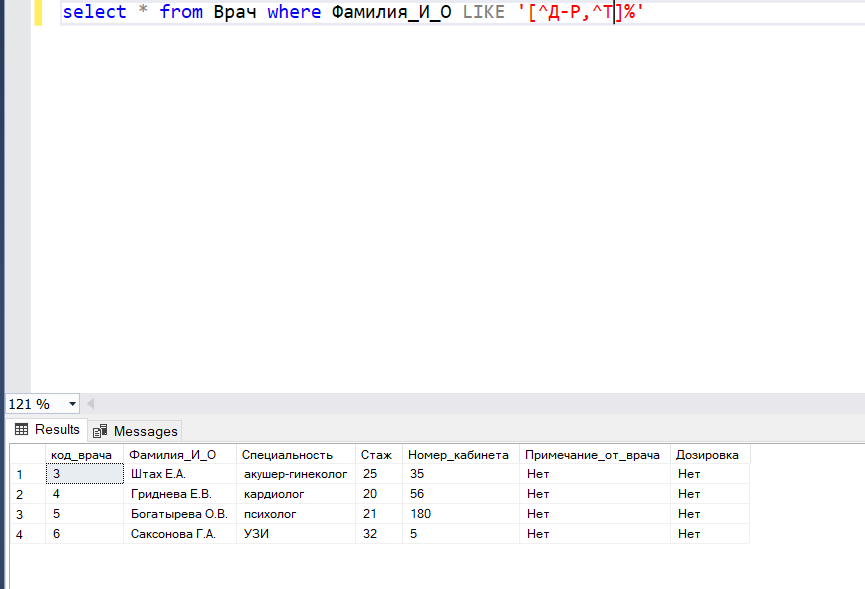 select * from Врач where Фамилия_И_О LIKE '[^Д-Р,^Т]%'
121 %
Results Messages
код_врача Фамилия_И_О Специальность Стаж Номер_кабинета Примечание_от_врача Дозировка
1 3 Штах Е.А. акушер-гинеколог 25 35 Нет Нет
2 4 Гриднева Е.В. кардиолог 20 56 Нет Нет
3 5 Богатырева О.В. психолог 21 180 Нет Нет
4 6 Саксонова Г.А. УЗИ 32 5 Нет Нет